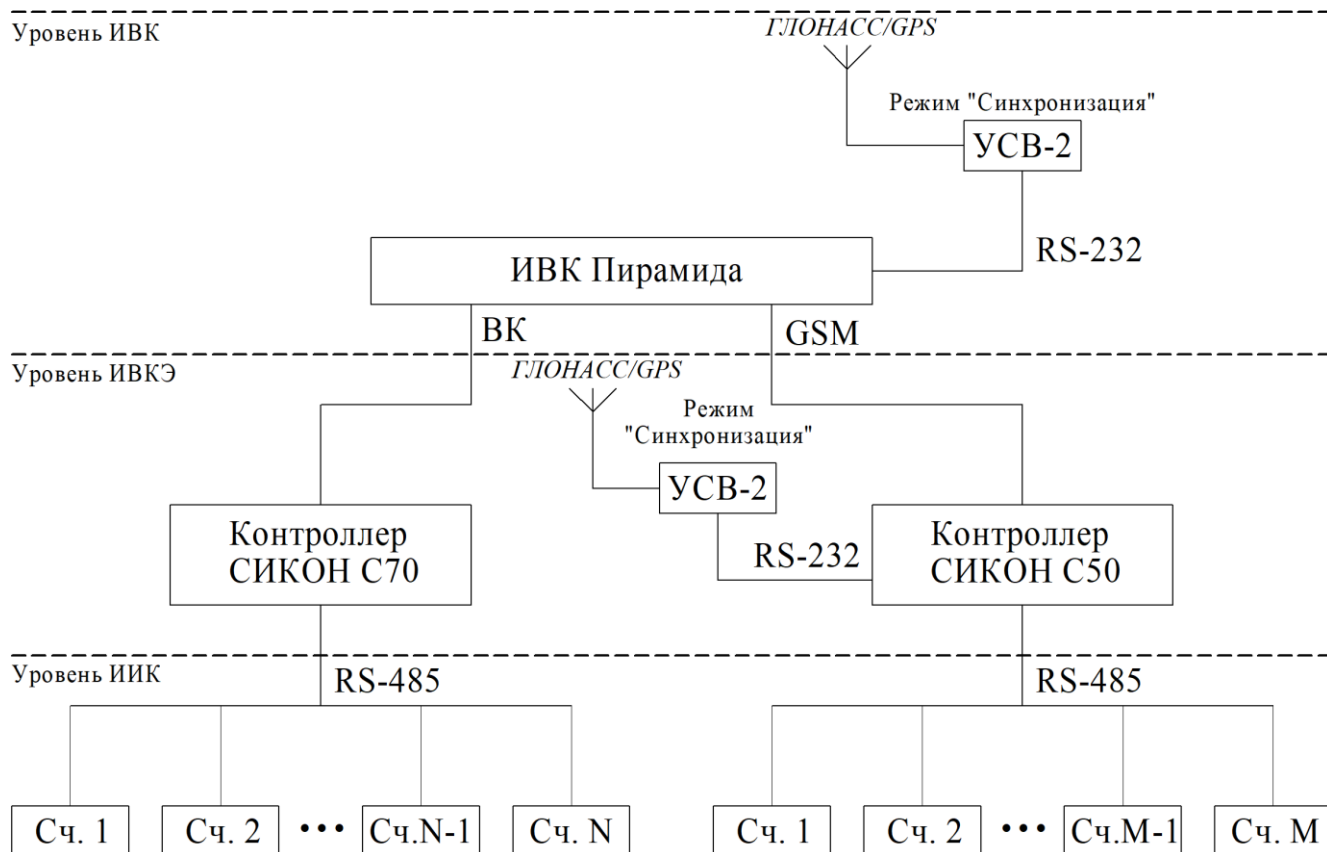 Уровень ИВК
ГЛОНАСС/GPS
Режим "Синхронизация"
УСВ-2
RS-232
ИВК Пирамида
ВК
GSM
Уровень ИВКЭ
ГЛОНАСС/GPS
Режим
"Синхронизация"
УСВ-2
RS-232
Контроллер
СИКОН С70
Контроллер
СИКОН С50
Уровень ИИК
RS-485
RS-485
Сч. 1
Сч. 2
•••
Сч.N-1
Сч. N
Сч. 1
Сч. 2
•••
Сч.М-1
Сч. М